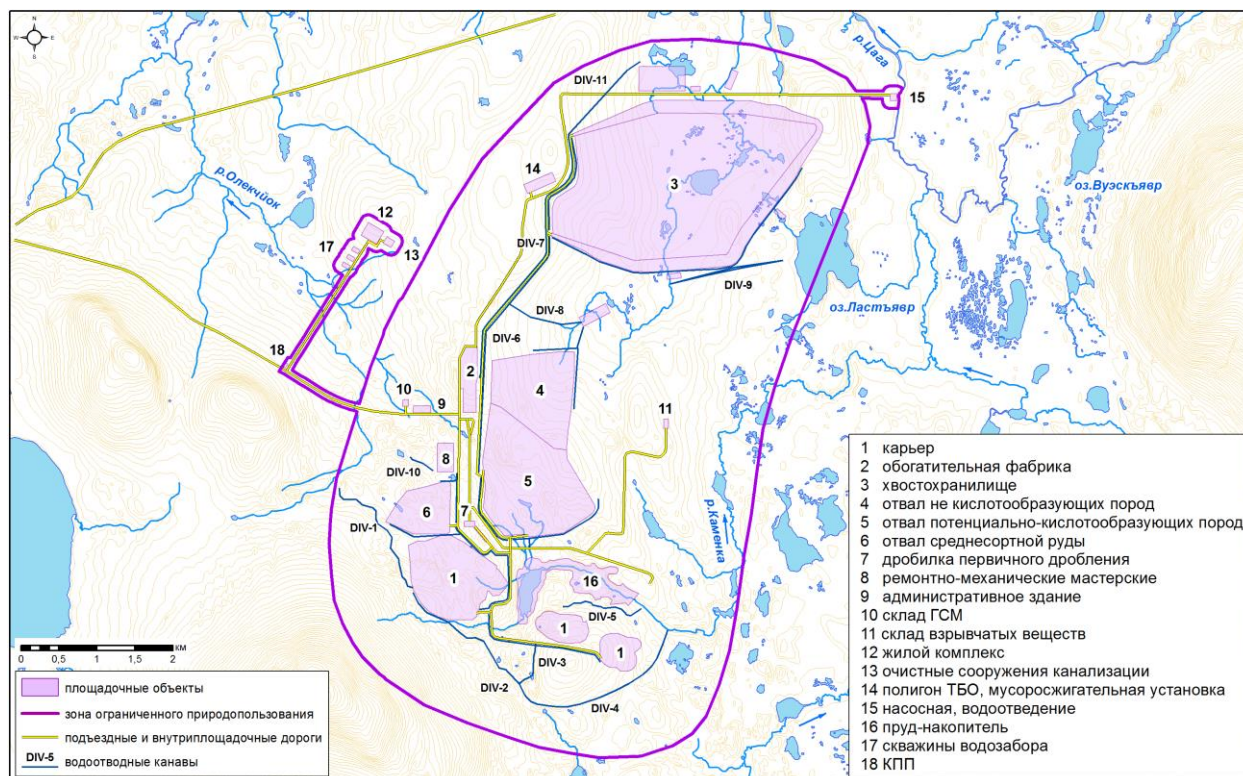 N
W
E
S
DIV-11
р.Цага
15
14
3
оз.Вуэскъявр
р.Олекчйок
12
17
13
DIV-7
DIV-9
DIV-8
оз.Ластъявр
18
DIV-6
2
4
10
9
11
8
DIV-10
5
6
7
DIV-1
р.Каменка
1
16
DIV-5
1
1
DIV-3
DIV-2
DIV-4
км
0 0,5 1 2
площадочные объекты
зона ограниченного природопользования
подъездные и внутриплощадочные дороги
DIV-5 водоотводные канавы
1 карьер
2 обогатительная фабрика
3 хвостохранилище
4 отвал не кислотообразующих пород
5 отвал потенциально-кислотообразующих пород
6 отвал среднесортной руды
7 дробилка первичного дробления
8 ремонтно-механические мастерские
9 административное здание
10 склад ГСМ
11 склад взрывчатых веществ
12 жилой комплекс
13 очистные сооружения канализации
14 полигон ТБО, мусоросжигательная установка
15 насосная, водоотведение
16 пруд-накопитель
17 скважины водозабора
18 КПП